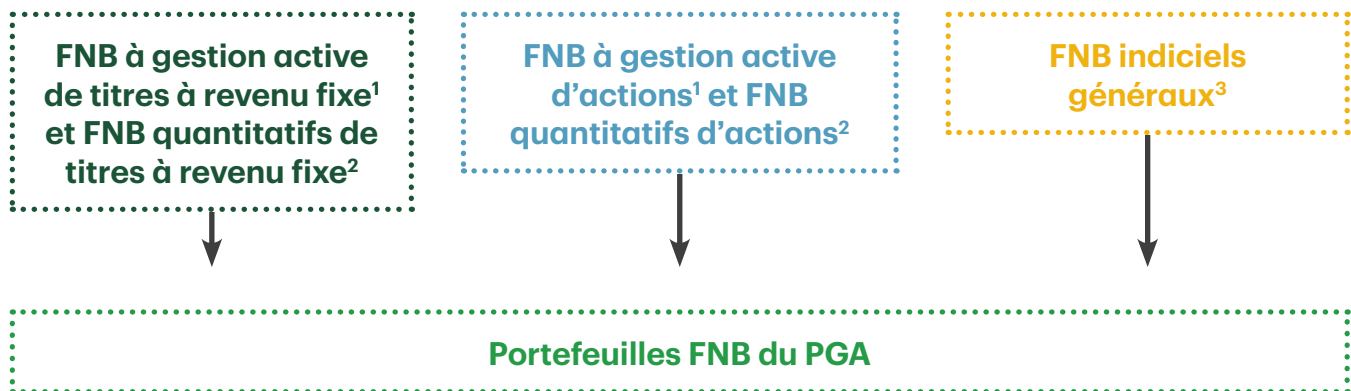 FNB à gestion active
de titres à revenu fixe¹
et FNB quantitatifs de
titres à revenu fixe²
FNB à gestion active
d’actions¹ et FNB
quantitatifs d’actions²
FNB indiciels
généraux³
Portefeuilles FNB du PGA